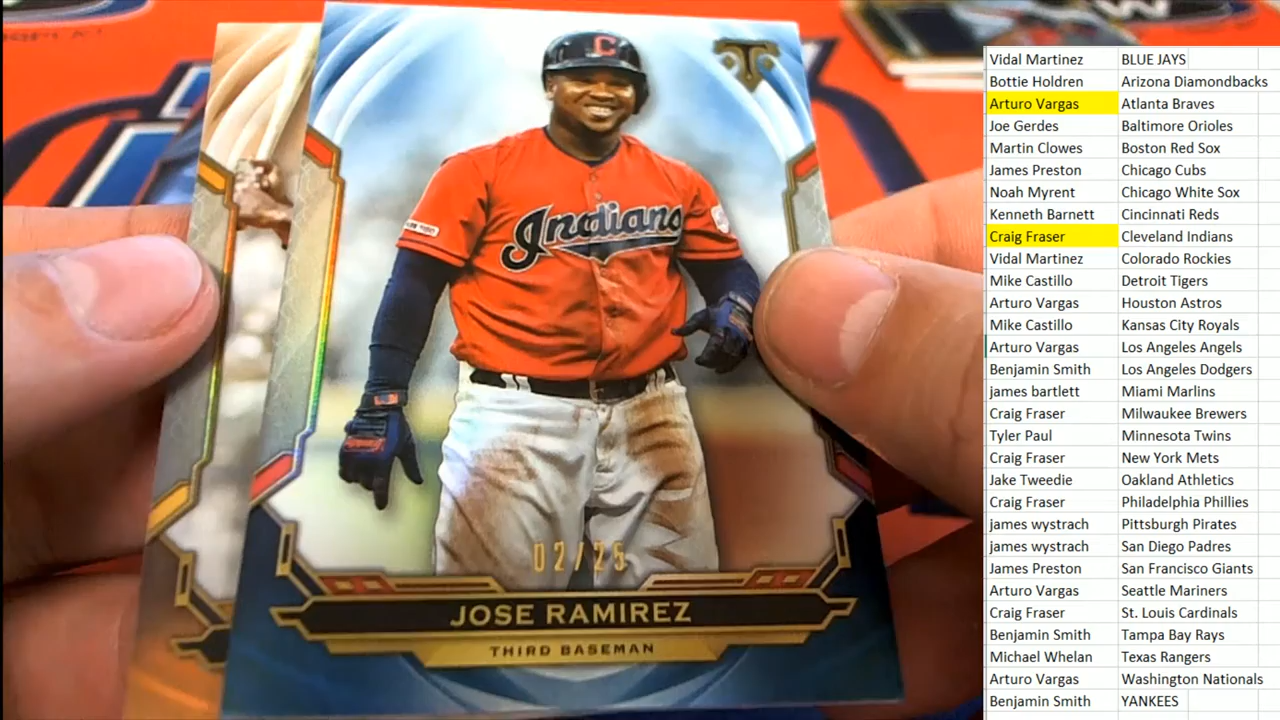 C
Indians
02/25
JOSE RAMIREZ
THIRD BASEMAN
Vidal Martinez BLUE JAYS
Bottie Holdren Arizona Diamondbacks
Arturo Vargas Atlanta Braves
Joe Gerdes Baltimore Orioles
Martin Clowes Boston Red Sox
James Preston Chicago Cubs
Noah Myrent Chicago White Sox
Kenneth Barnett Cincinnati Reds
Craig Fraser Cleveland Indians
Vidal Martinez Colorado Rockies
Mike Castillo Detroit Tigers
Arturo Vargas Houston Astros
Mike Castillo Kansas City Royals
Arturo Vargas Los Angeles Angels
Benjamin Smith Los Angeles Dodgers
james bartlett Miami Marlins
Craig Fraser Milwaukee Brewers
Tyler Paul Minnesota Twins
Craig Fraser New York Mets
Jake Tweedie Oakland Athletics
Craig Fraser Philadelphia Phillies
james wystrach Pittsburgh Pirates
james wystrach San Diego Padres
James Preston San Francisco Giants
Arturo Vargas Seattle Mariners
Craig Fraser St. Louis Cardinals
Benjamin Smith Tampa Bay Rays
Michael Whelan Texas Rangers
Arturo Vargas Washington Nationals
Benjamin Smith YANKEES